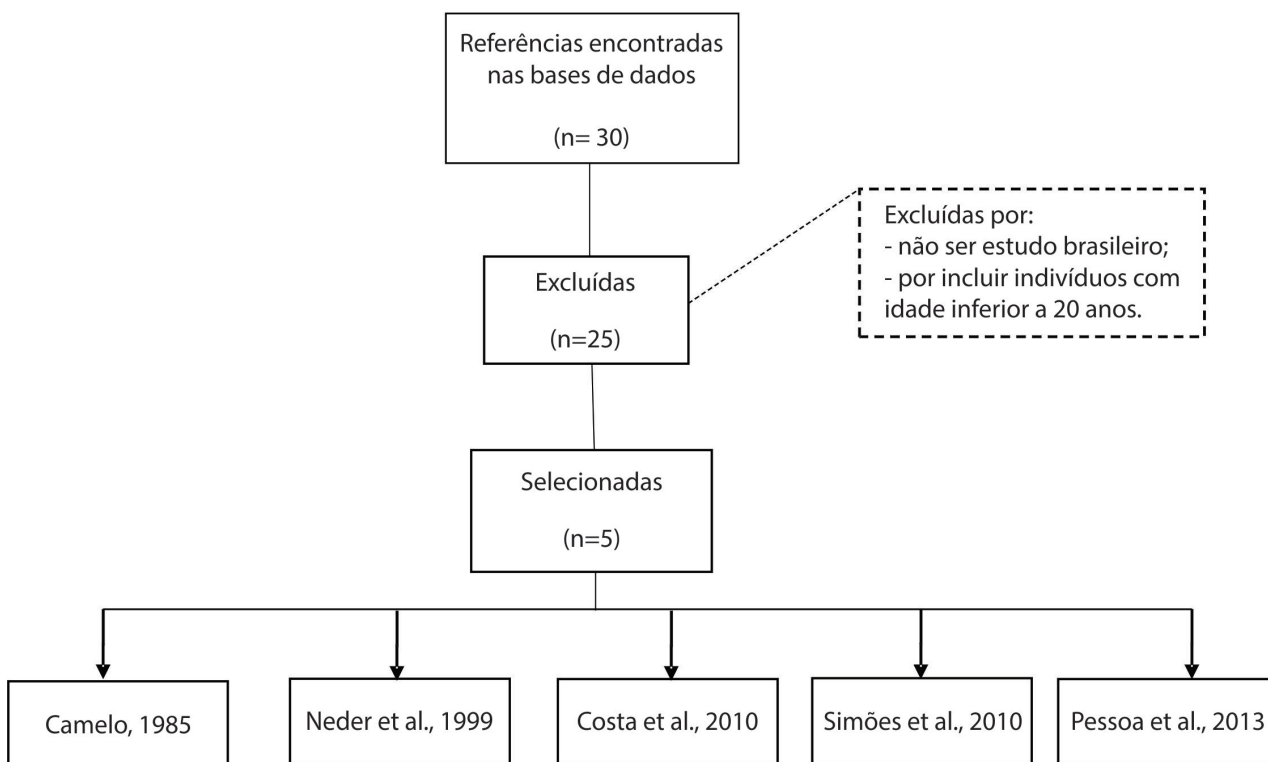 Referências encontradas
nas bases de dados
(n= 30)
Excluídas por:
- não ser estudo brasileiro;
- por incluir indivíduos com
idade inferior a 20 anos.
Excluídas
(n=25)
Selecionadas
(n=5)
Camelo, 1985
Neder et al., 1999
Costa et al., 2010
Simões et al., 2010
Pessoa et al., 2013